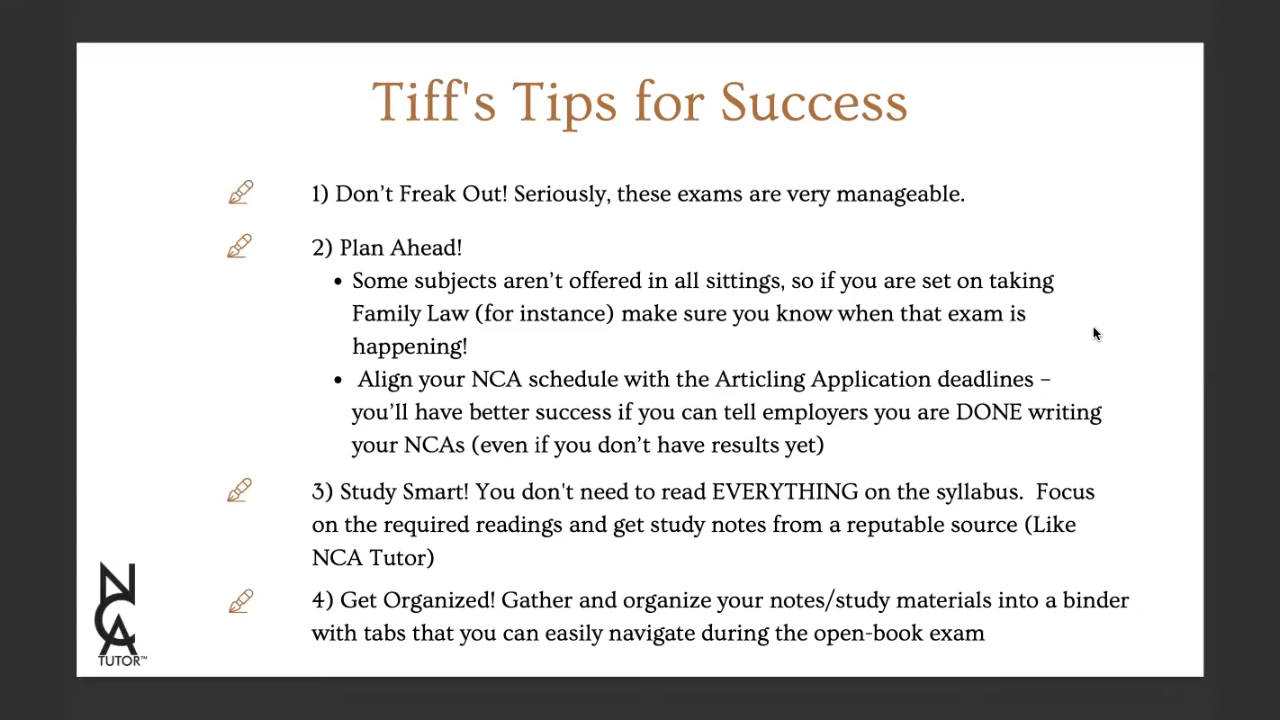 Tiff's Tips for Success
1) Don’t Freak Out! Seriously, these exams are very manageable.
2) Plan Ahead!
• Some subjects aren’t offered in all sittings, so if you are set on taking
Family Law (for instance) make sure you know when that exam is
happening!
• Align your NCA schedule with the Articling Application deadlines –
you’ll have better success if you can tell employers you are DONE writing
your NCAs (even if you don’t have results yet)
3) Study Smart! You don't need to read EVERYTHING on the syllabus.  Focus
on the required readings and get study notes from a reputable source (Like
NCA Tutor)
4) Get Organized! Gather and organize your notes/study materials into a binder
with tabs that you can easily navigate during the open-book exam
NCA
TUTOR™